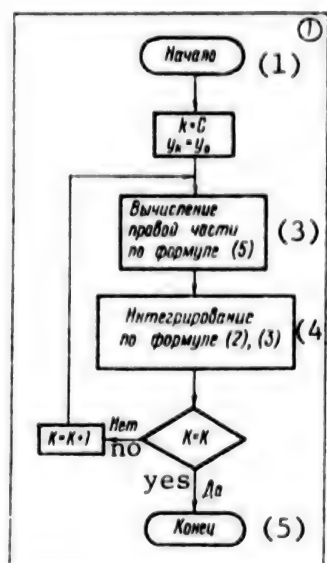 1
Начало (1)
k=C
yк=y₀
Вычисление
правой части
по формуле (5)
(3)
Интегрирование
по формуле (2), (3)
(4
K=K
Нет
no
K=K+1
yes Да
Конец (5)